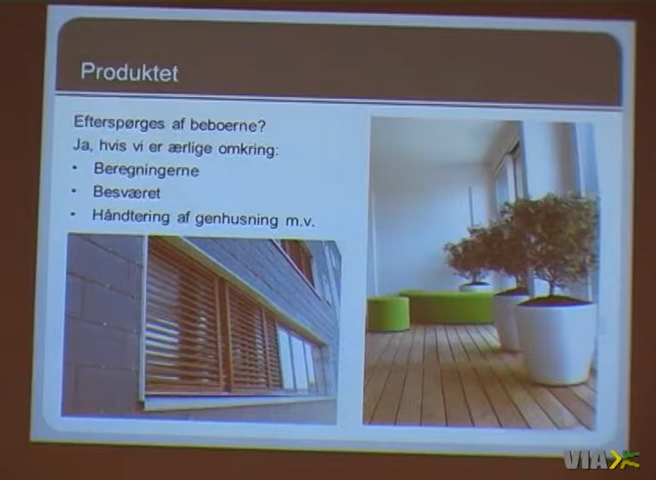 Produktet
Efterspørges af beboerne?
Ja, hvis vi er ærlige omkring:
• Beregningerne
• Besværet
• Håndtering af genhusning m.v.
VIA